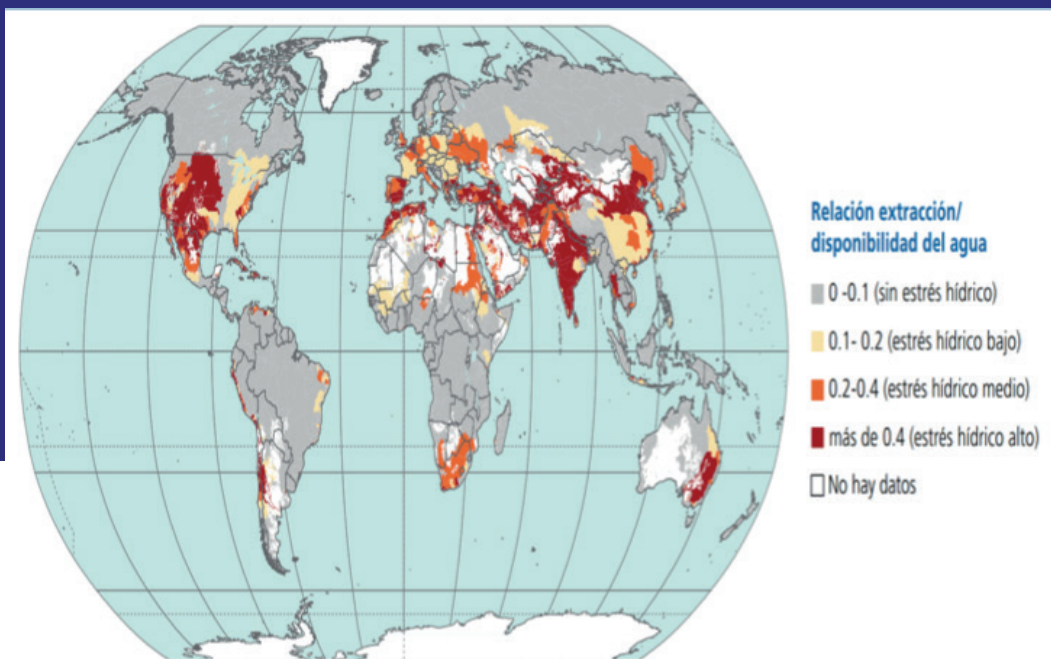 Relación extracción/
disponibilidad del agua
0 -0.1 (sin estrés hídrico)
0.1- 0.2 (estrés hídrico bajo)
0.2-0.4 (estrés hídrico medio)
más de 0.4 (estrés hídrico alto)
No hay datos